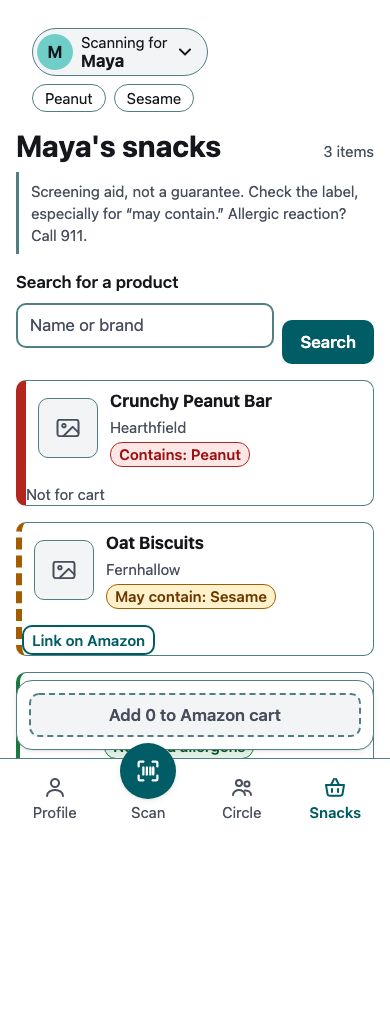 M
Scanning for
Maya
Peanut
Sesame
Maya's snacks
3 items
Screening aid, not a guarantee. Check the label,
especially for “may contain.” Allergic reaction?
Call 911.
Search for a product
Name or brand
Search
Crunchy Peanut Bar
Hearthfield
Contains: Peanut
Not for cart
Oat Biscuits
Fernhallow
May contain: Sesame
Link on Amazon
Add 0 to Amazon cart
Profile
Scan
Circle
Snacks